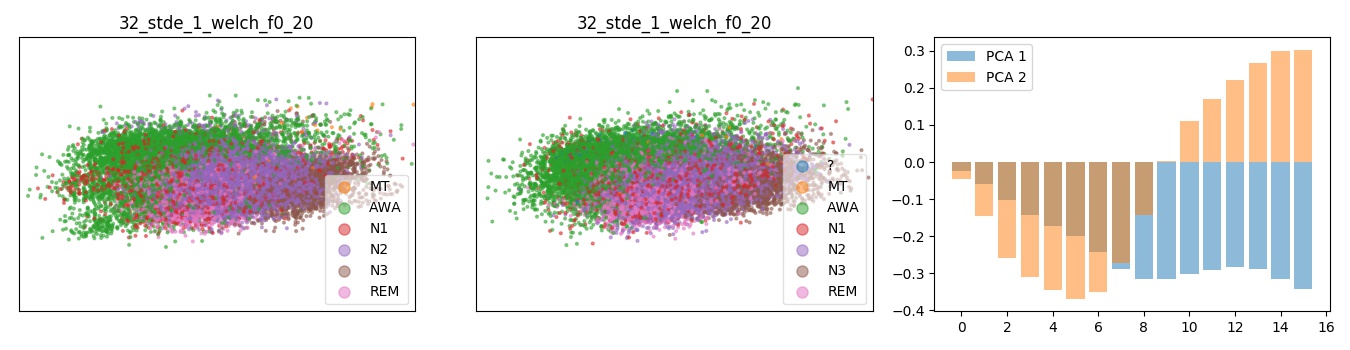 32_stde_1_welch_f0_20
MT
AWA
N1
N2
N3
REM
32_stde_1_welch_f0_20
?
MT
AWA
N1
N2
N3
REM
PCA 1
PCA 2
0.3
0.2
0.1
0.0
−0.1
−0.2
−0.3
−0.4
0 2 4 6 8 10 12 14 16